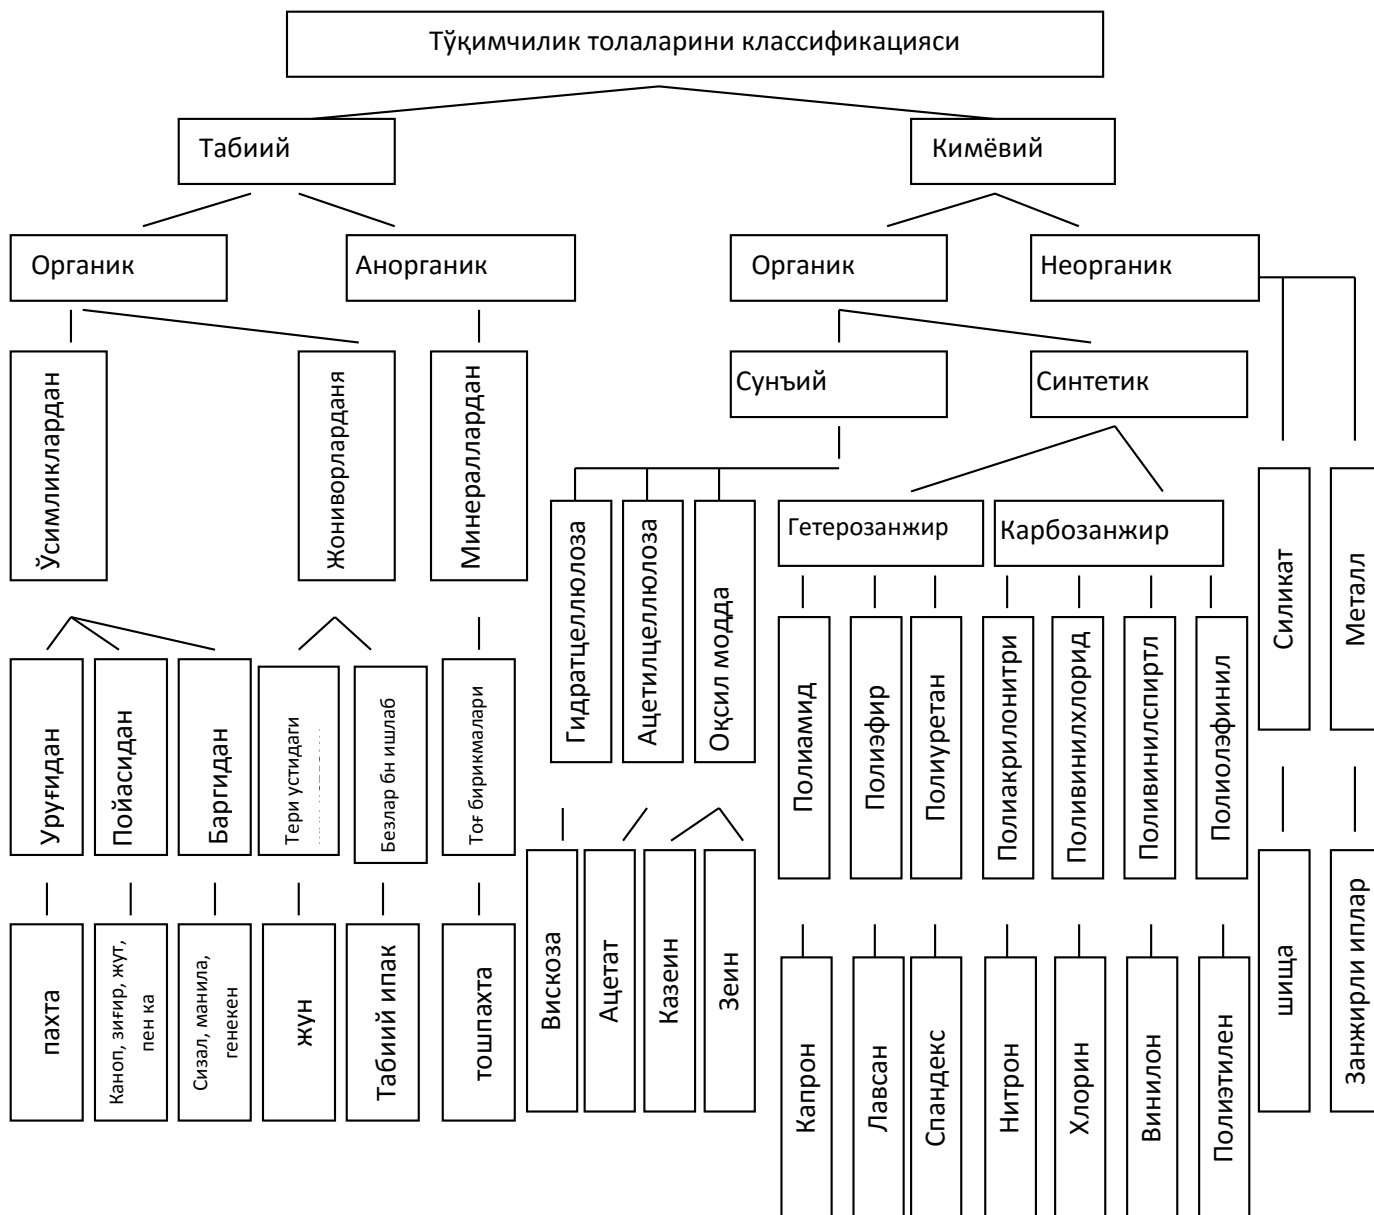 Тўқимчилик толаларини классификацияси
Табиий
Кимёвий
Органик
Анорганик
Органик
Неорганик
Ўсимликлардан
Жониворларданя
Минераллардан
Сунъий
Синтетик
Гидратцеллюлоза
Ацетилцеллюлоза
Оқсил модда
Гетерозанжир
Карбозанжир
Силикат
Металл
Уруғидан
Пойасидан
Баргидан
Тери устидаги
Безлар бн ишлаб
Тоғ бирикмалари
Полиамид
Полиэфир
Полиуретан
Полиакрилонитри
Поливинилхлорид
Поливинилспиртл
Полиолэфинил
пахта
Каноп, зиғир, жут,
пен ка
Сизал, манила,
генекен
жун
Табиий ипак
тошпахта
Вискоза
Ацетат
Казеин
Зеин
Капрон
Лавсан
Спандекс
Нитрон
Хлорин
Винилон
Полиэтилен
шища
Занжирли иплар